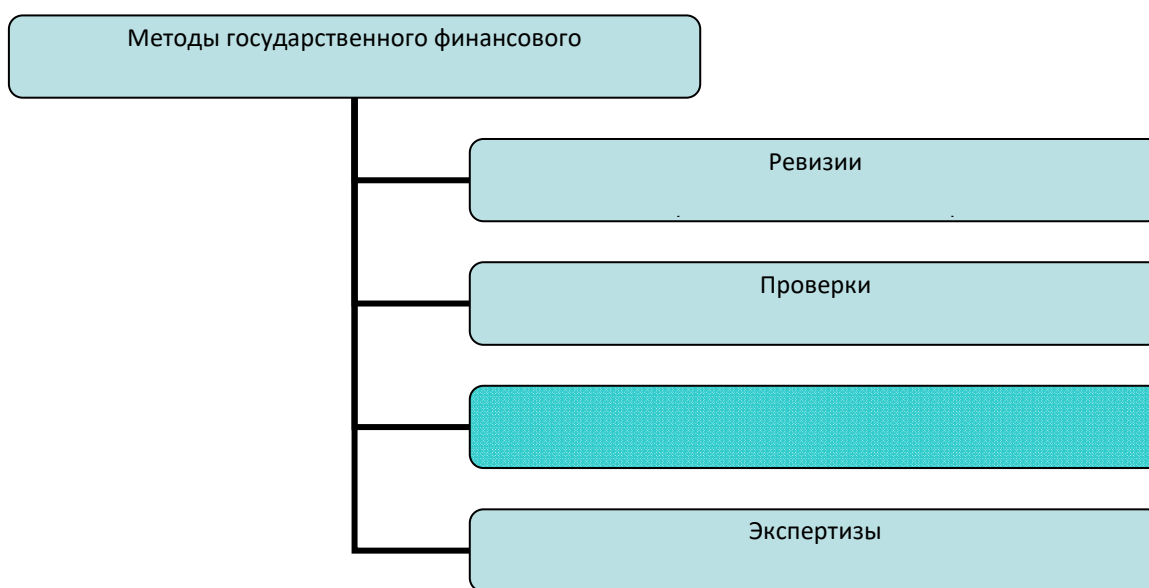 Методы государственного финансового
Ревизии
Проверки
Экспертизы